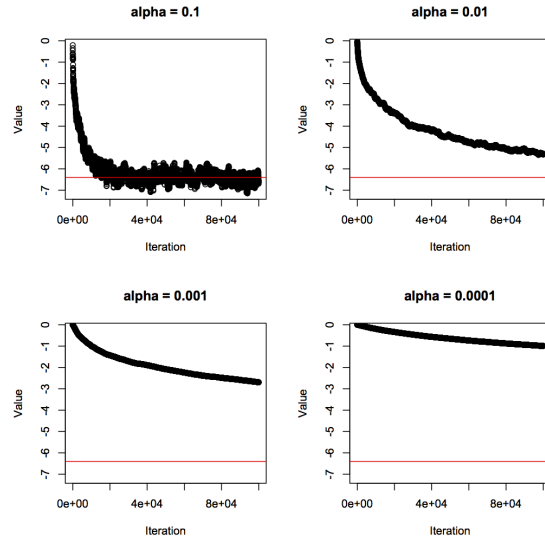 alpha = 0.1
Value
0
-1
-2
-3
-4
-5
-6
-7
0e+00 4e+04 8e+04
Iteration
alpha = 0.01
Value
0
-1
-2
-3
-4
-5
-6
-7
0e+00 4e+04 8e+04
Iteration
alpha = 0.001
Value
0
-1
-2
-3
-4
-5
-6
-7
0e+00 4e+04 8e+04
Iteration
alpha = 0.0001
Value
0
-1
-2
-3
-4
-5
-6
-7
0e+00 4e+04 8e+04
Iteration